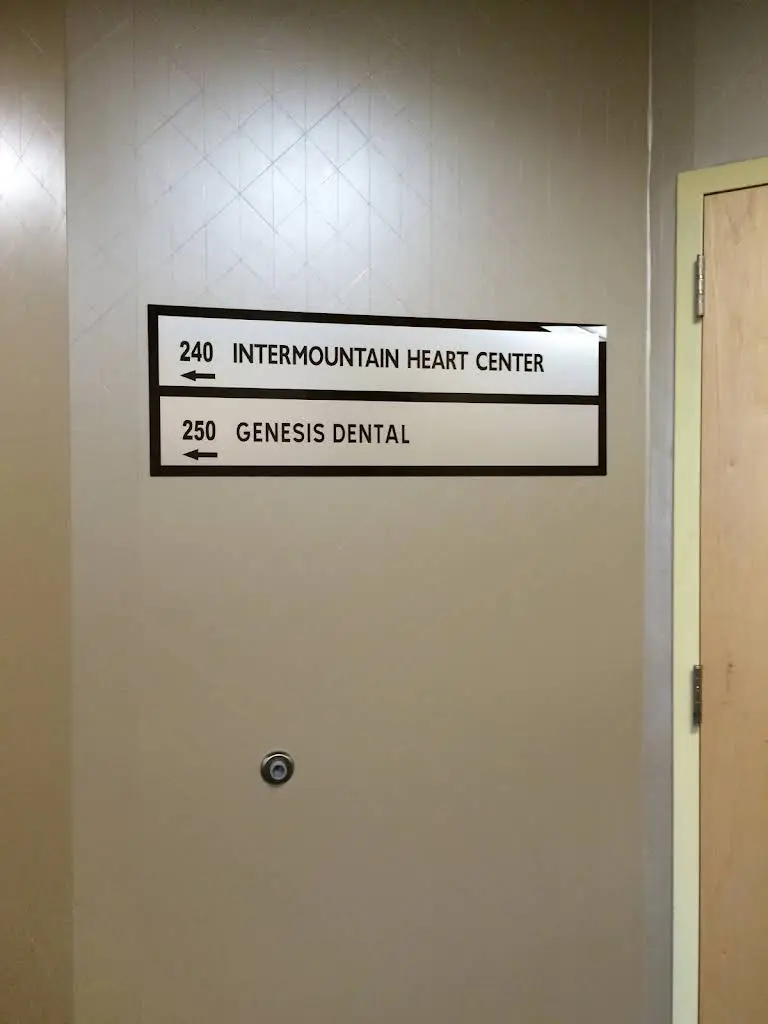 240 INTERMOUNTAIN HEART CENTER
←
250 GENESIS DENTAL
←